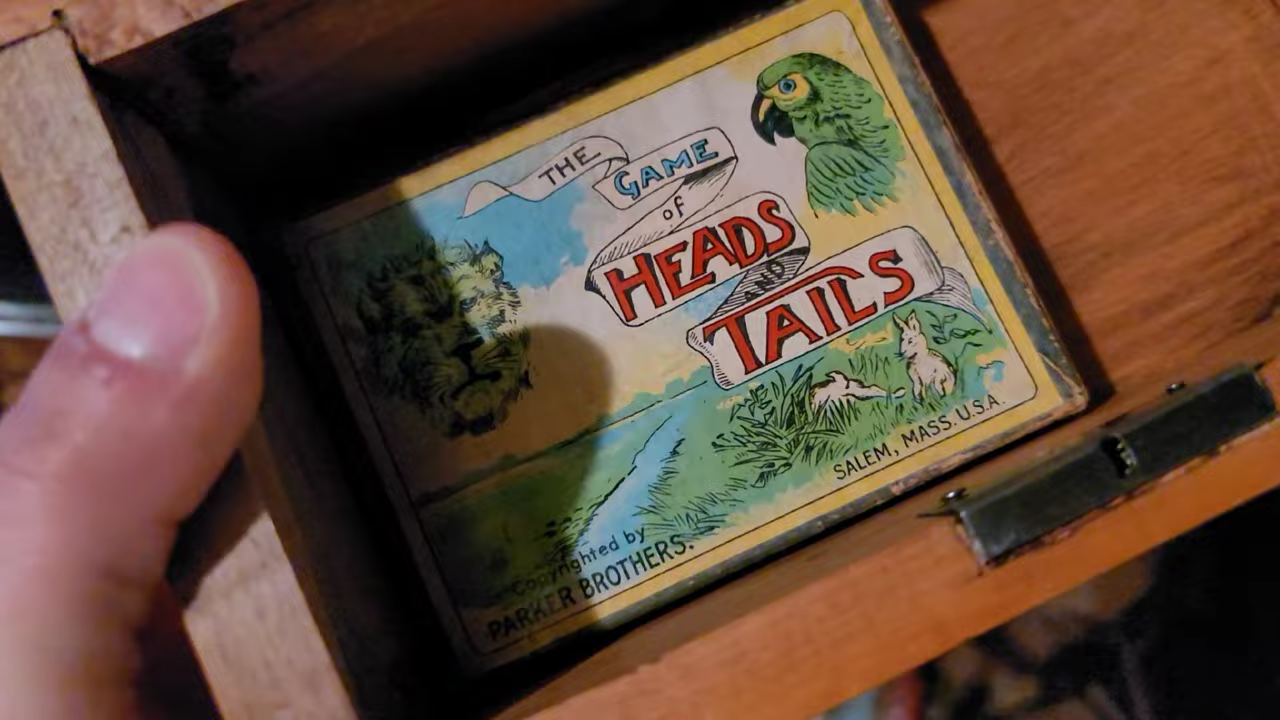 THE
GAME
of
HEADS
AND
TAILS
SALEM, MASS. U.S.A.
Copyrighted by
PARKER BROTHERS.